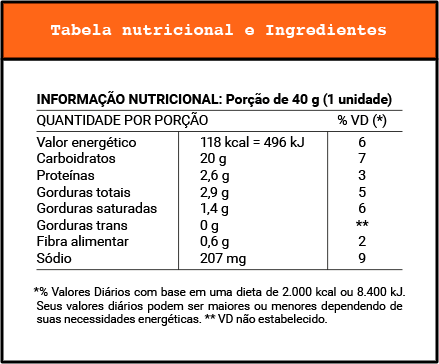 Tabela nutricional e Ingredientes
INFORMAÇÃO NUTRICIONAL: Porção de 40 g (1 unidade)
QUANTIDADE POR PORÇÃO % VD (*)
Valor energético 118 kcal = 496 kJ 6
Carboidratos 20 g 7
Proteínas 2,6 g 3
Gorduras totais 2,9 g 5
Gorduras saturadas 1,4 g 6
Gorduras trans 0 g **
Fibra alimentar 0,6 g 2
Sódio 207 mg 9
*% Valores Diários com base em uma dieta de 2.000 kcal ou 8.400 kJ.
Seus valores diários podem ser maiores ou menores dependendo de
suas necessidades energéticas. ** VD não estabelecido.